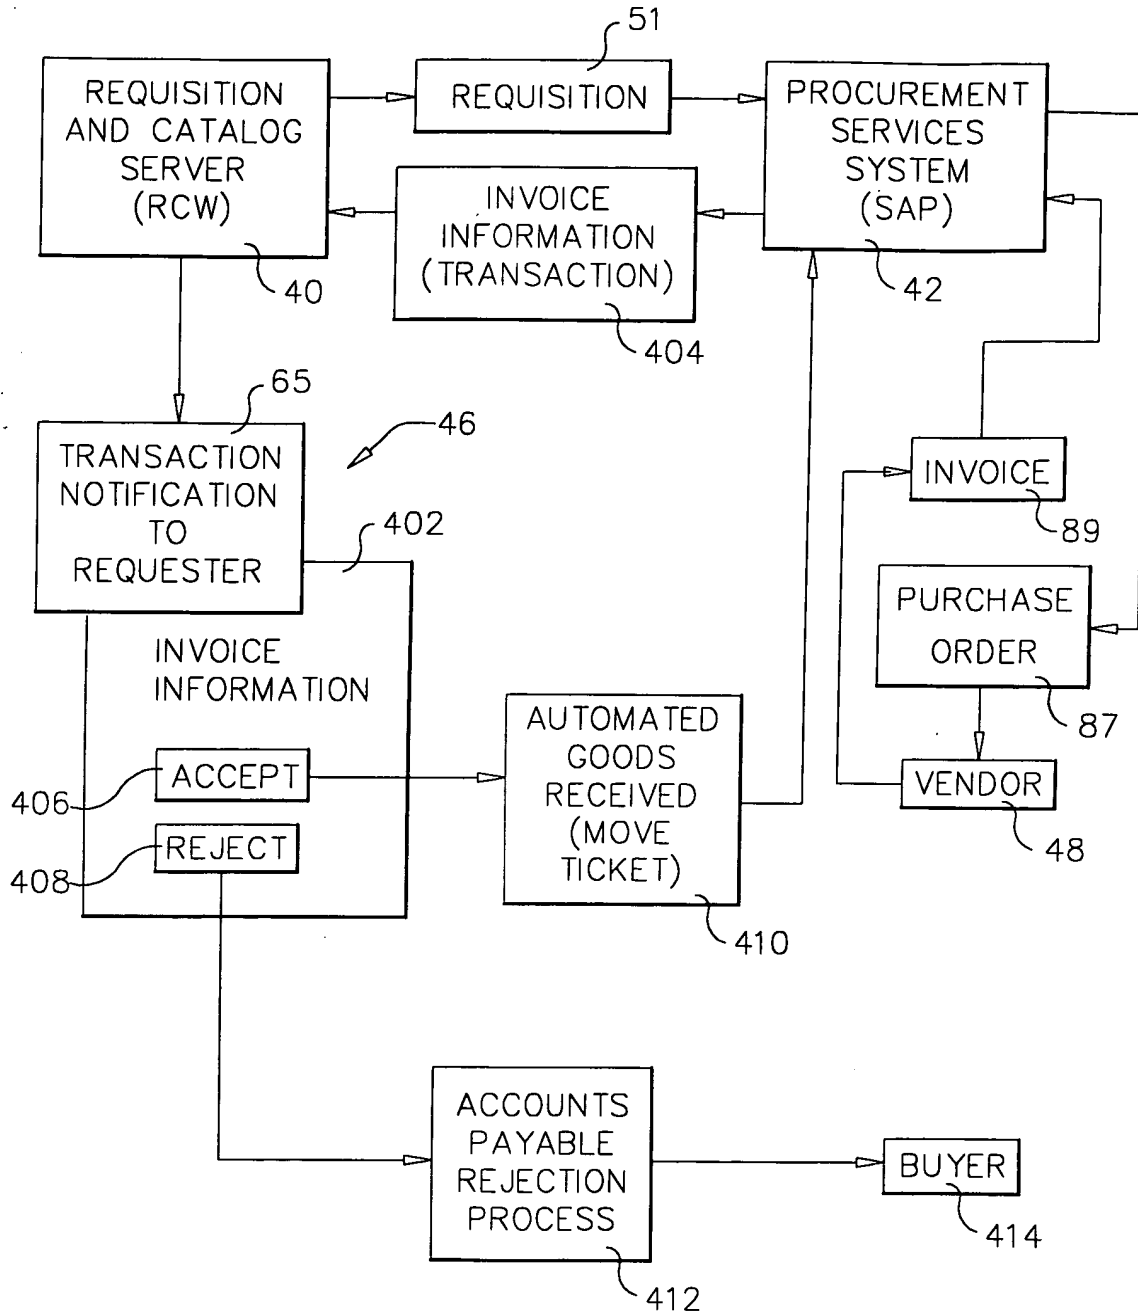 51
REQUISITION
AND CATALOG
SERVER
(RCW)
40
REQUISITION
PROCUREMENT
SERVICES
SYSTEM
(SAP)
42
INVOICE
INFORMATION
(TRANSACTION)
404
65
TRANSACTION
NOTIFICATION
TO
REQUESTER
46
402
INVOICE
INFORMATION
ACCEPT
406
REJECT
408
AUTOMATED
GOODS
RECEIVED
(MOVE
TICKET)
410
INVOICE
89
PURCHASE
ORDER
87
VENDOR
48
ACCOUNTS
PAYABLE
REJECTION
PROCESS
412
BUYER
414